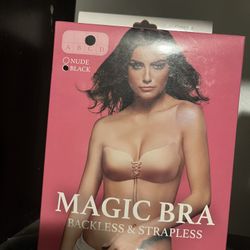 A B C D
NUDE
BLACK
MAGIC BRA
BACKLESS & STRAPLESS